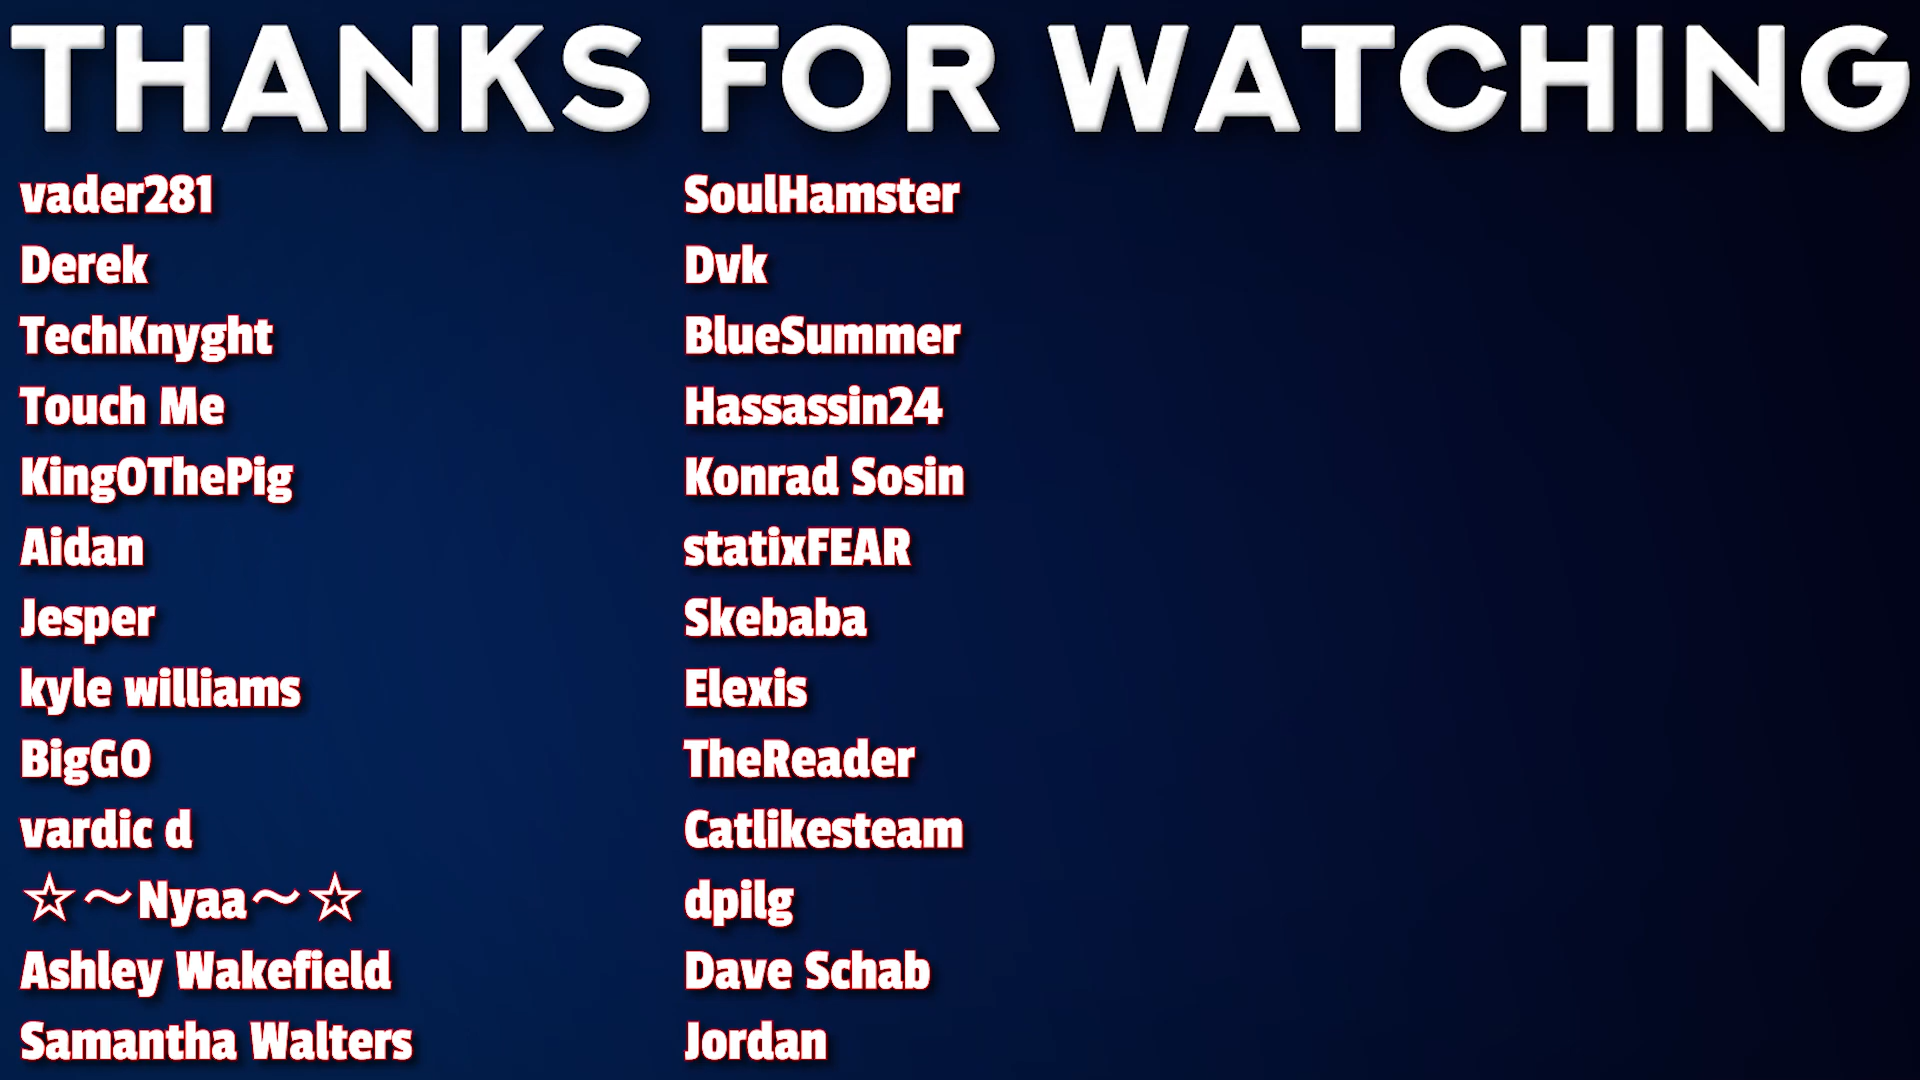 THANKS FOR WATCHING
vader281
Derek
TechKnyght
Touch Me
KingOThePig
Aidan
Jesper
kyle williams
BigGO
vardic d
☆～Nyaa～☆
Ashley Wakefield
Samantha Walters
SoulHamster
Dvk
BlueSummer
Hassassin24
Konrad Sosin
statixFEAR
Skebaba
Elexis
TheReader
Catlikesteam
dpilg
Dave Schab
Jordan